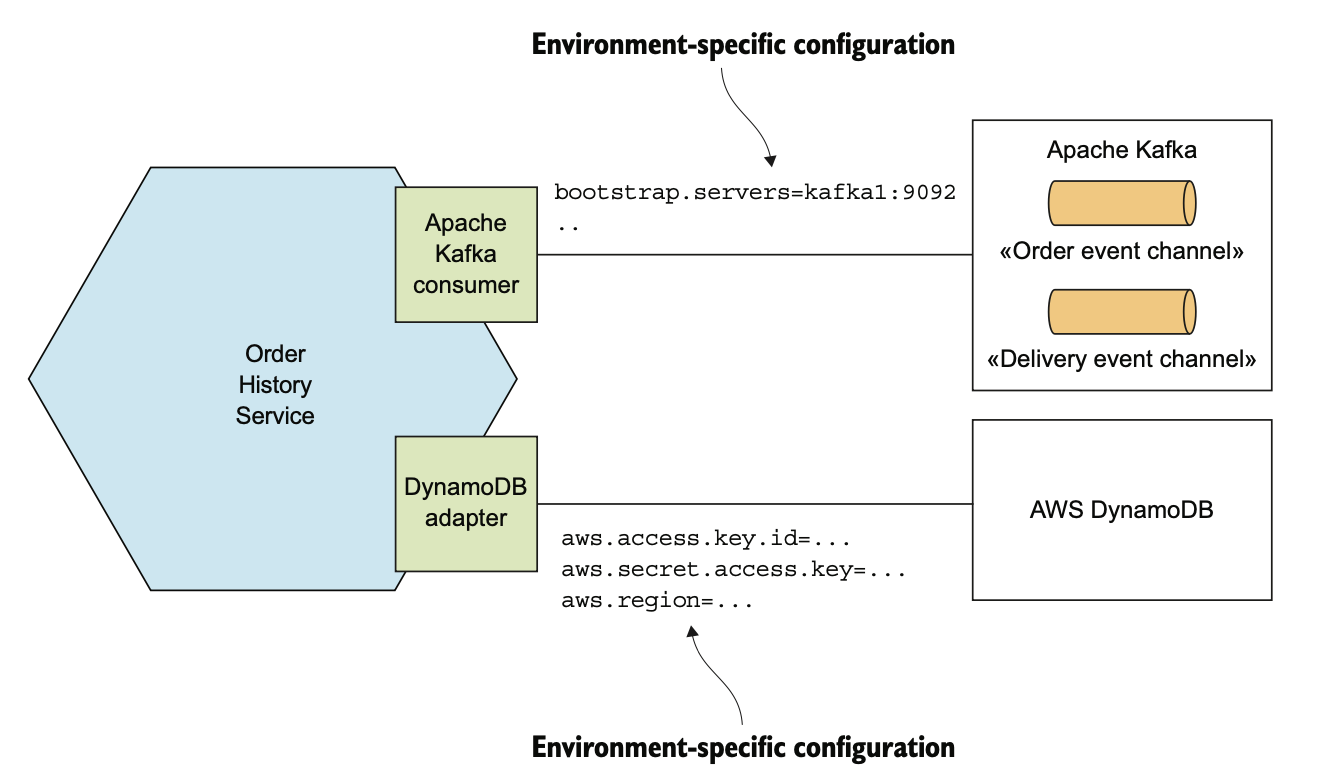 Environment-specific configuration
bootstrap.servers=kafka1:9092
..
Apache
Kafka
consumer
Apache Kafka
«Order event channel»
«Delivery event channel»
Order
History
Service
DynamoDB
adapter
aws.access.key.id=...
aws.secret.access.key=...
aws.region=...
AWS DynamoDB
Environment-specific configuration